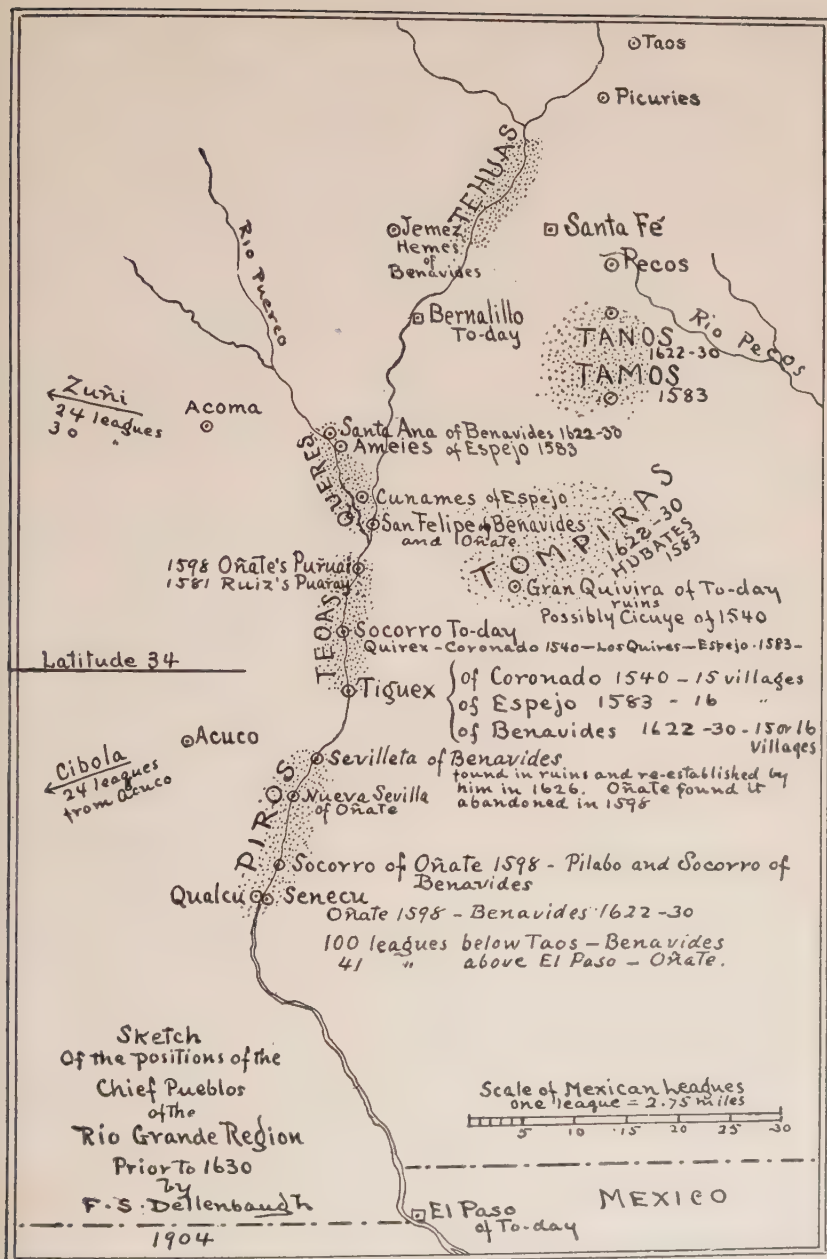 Taos
Picuries
TEHUAS
Jemez
Hemes
of
Benavides
Santa Fé
Pecos
Rio Puerco
Bernalillo
To-day
TANOS
1622-30
TAMOS
1583
Rio Pecos
Zuñi
24 leagues
30 "
Acoma
Santa Ana of Benavides 1622-30
Ameies of Espejo 1583
QUERES
Cunames of Espejo
San Felipe of Benavides
and Oñate
TOMPIRAS
1622-30
HUBATES
1583
1598 Oñate's Puruai
1581 Ruiz's Puaray
Gran Quivira of To-day
ruins
Possibly Cicuye of 1540
TEOAS
Socorro To-day
Quirex-Coronado 1540-Los Quires-Espejo-1583-
Latitude 34
Tiguex
of Coronado 1540 - 15 villages
of Espejo 1583 - 16 "
of Benavides 1622-30-15 or 16
villages
Acuco
Cibola
24 leagues
from Acuco
Sevilleta of Benavides
found in ruins and re-established by
him in 1626. Oñate found it
abandoned in 1598
PIROS
Nueva Sevilla
of Oñate
Socorro of Oñate 1598 - Pilabo and Socorro of
Benavides
Qualcu
Senecu
Oñate 1598 - Benavides 1622-30
100 leagues below Taos - Benavides
41 " above El Paso - Oñate.
Sketch
Of the positions of the
Chief Pueblos
of the
Rio Grande Region
Prior To 1630
by
F.S. Dellenbaugh
1904
Scale of Mexican Leagues
one league = 2.75 miles
5 10 15 20 25 30
MEXICO
El Paso
of To-day